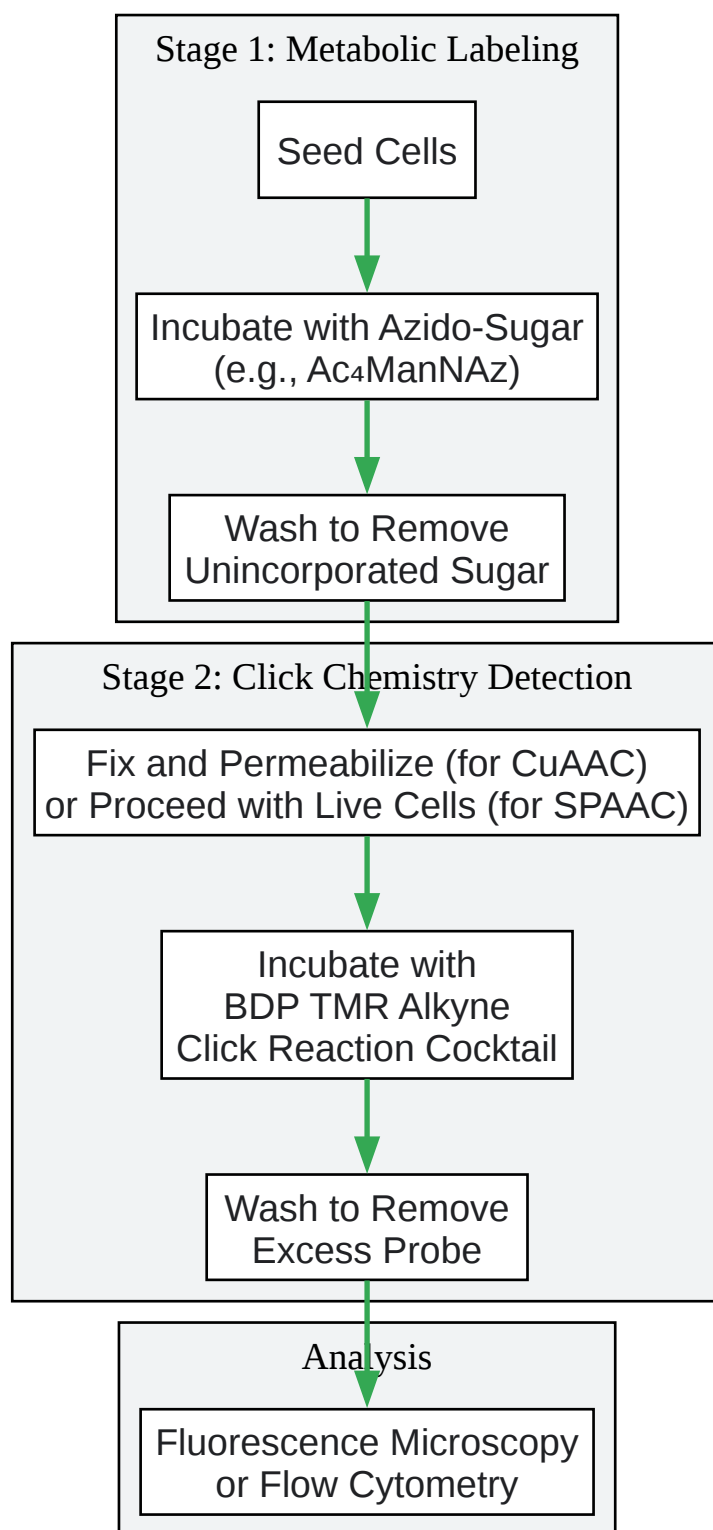 Stage 1: Metabolic Labeling
Seed Cells
Incubate with Azido-Sugar
(e.g., Ac₄ManNAz)
Wash to Remove
Unincorporated Sugar
Stage 2: Click Chemistry Detection
Fix and Permeabilize (for CuAAC)
or Proceed with Live Cells (for SPAAC)
Incubate with
BDP TMR Alkyne
Click Reaction Cocktail
Wash to Remove
Excess Probe
Analysis
Fluorescence Microscopy
or Flow Cytometry